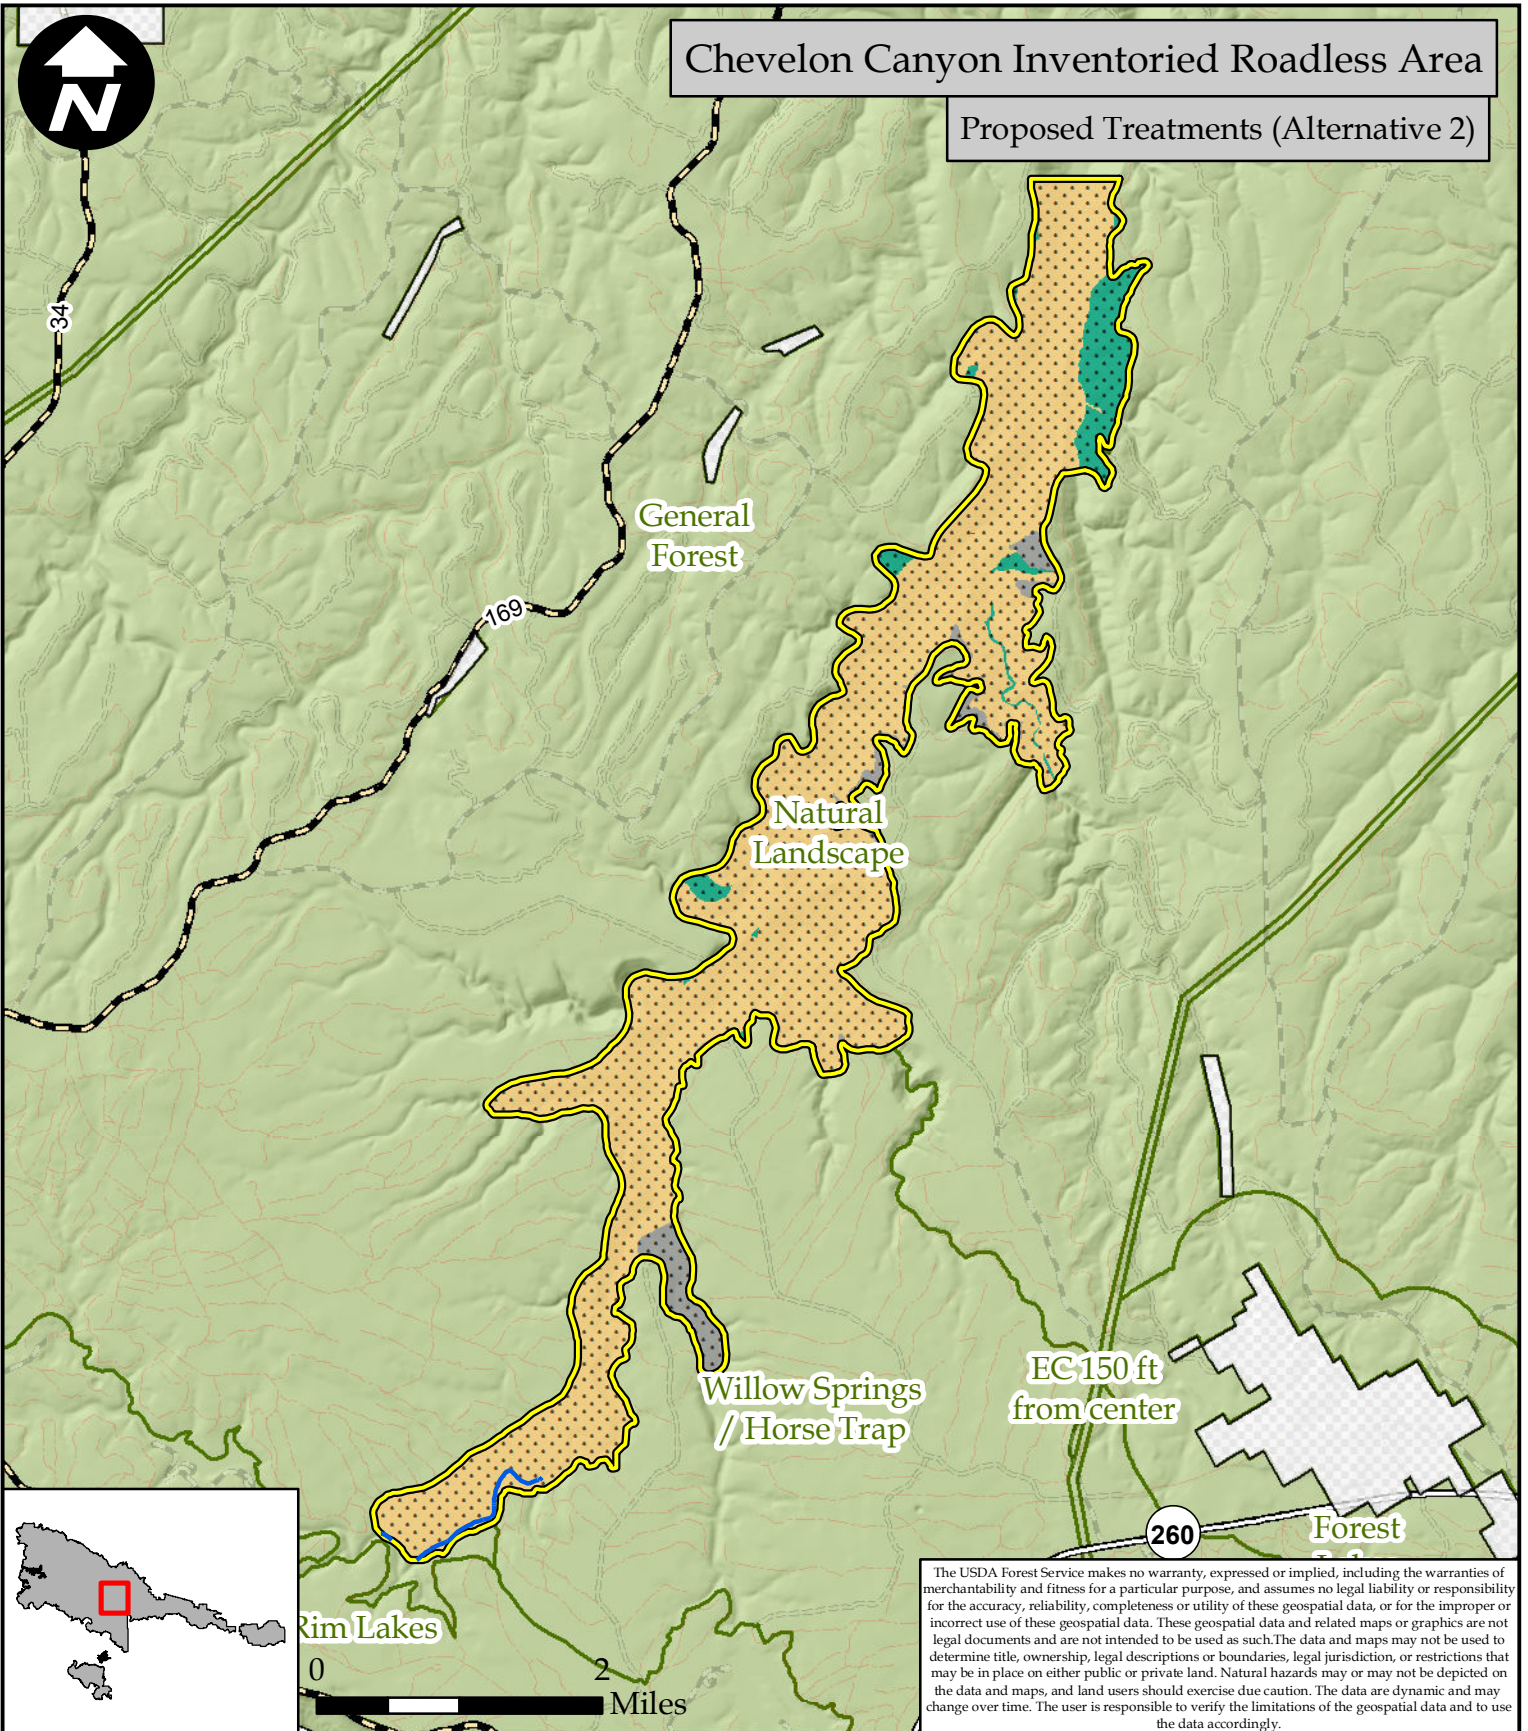 Chevelon Canyon Inventoried Roadless Area
Proposed Treatments (Alternative 2)
N
34
General
Forest
169
Natural
Landscape
Willow Springs
/ Horse Trap
EC 150 ft
from center
260
Forest
Rim Lakes
0
2
Miles
The USDA Forest Service makes no warranty, expressed or implied, including the warranties of
merchantability and fitness for a particular purpose, and assumes no legal liability or responsibility
for the accuracy, reliability, completeness or utility of these geospatial data, or for the improper or
incorrect use of these geospatial data. These geospatial data and related maps or graphics are not
legal documents and are not intended to be used as such.The data and maps may not be used to
determine title, ownership, legal descriptions or boundaries, legal jurisdiction, or restrictions that
may be in place on either public or private land. Natural hazards may or may not be depicted on
the data and maps, and land users should exercise due caution. The data are dynamic and may
change over time. The user is responsible to verify the limitations of the geospatial data and to use
the data accordingly.